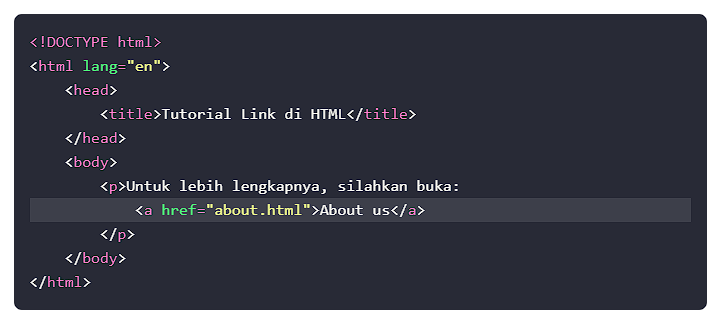 <!DOCTYPE html>
<html lang="en">
    <head>
        <title>Tutorial Link di HTML</title>
    </head>
    <body>
        <p>Untuk lebih lengkapnya, silahkan buka:
            <a href="about.html">About us</a>
        </p>
    </body>
</html>